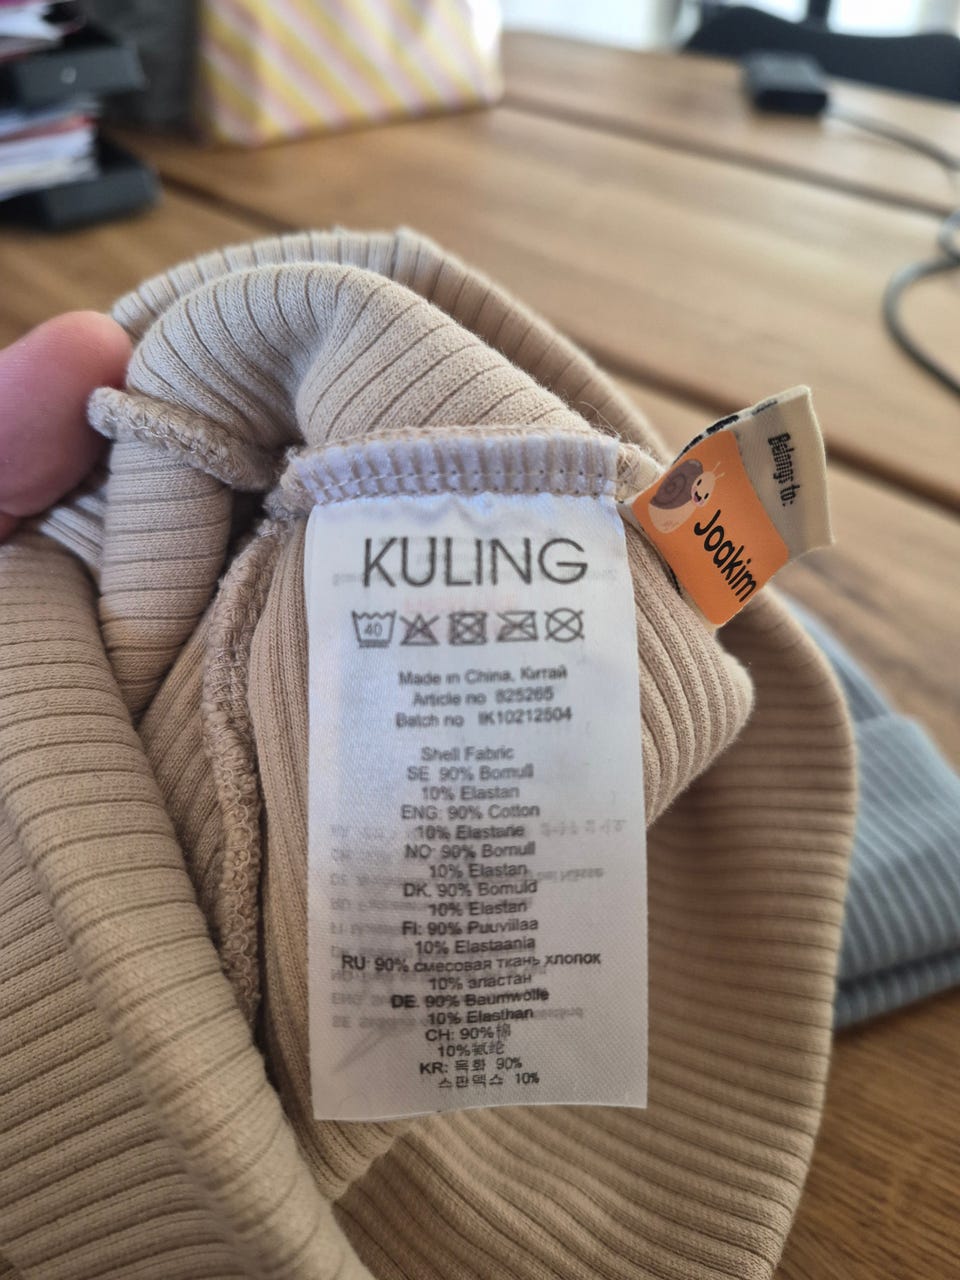 KULING
40
Made in China, Китай
Article no 825265
Batch no IK10212504
Shell Fabric
SE 90% Bomull
10% Elastan
ENG: 90% Cotton
10% Elastane
NO 90% Bomull
10% Elastan
DK. 90% Bomuld
10% Elastan
FI: 90% Puuvillaa
10% Elastaania
RU 90% смесовая ткань хлопок
10% эластан
DE. 90% Baumwolle
10% Elasthan
CH: 90%棉
10%氨纶
KR: 목화 90%
스판덱스 10%
Belongs to:
Joakim